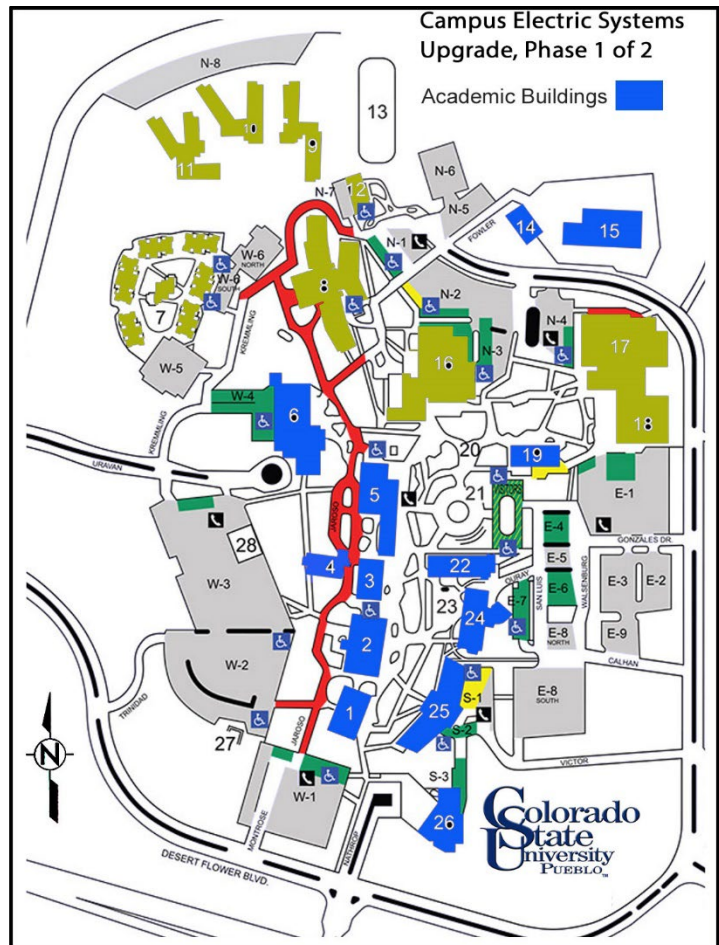 Campus Electric Systems
Upgrade, Phase 1 of 2
Academic Buildings
N-8
13
10
9
11
N-7
12
N-6
N-5
FOWLER
14
15
N-1
W-6
NORTH
W-6
SOUTH
8
N-2
N-4
7
KREMMLING
N-3
16
17
W-5
W-4
6
18
KREMMLING
URAVAN
20
19
5
21
E-1
JAROSO
E-4
GONZALES DR.
28
22
E-5
4
OURAY
SAN LUIS
WALSENBURG
W-3
3
E-3
E-2
E-6
23
24
E-7
2
E-8
NORTH
E-9
CALHAN
W-2
TRINIDAD
S-1
E-8
SOUTH
25
1
27
S-2
JAROSO
N
VICTOR
S-3
W-1
MONTROSE
NATHROP
26
DESERT FLOWER BLVD.
Colorado
State
University
PUEBLO